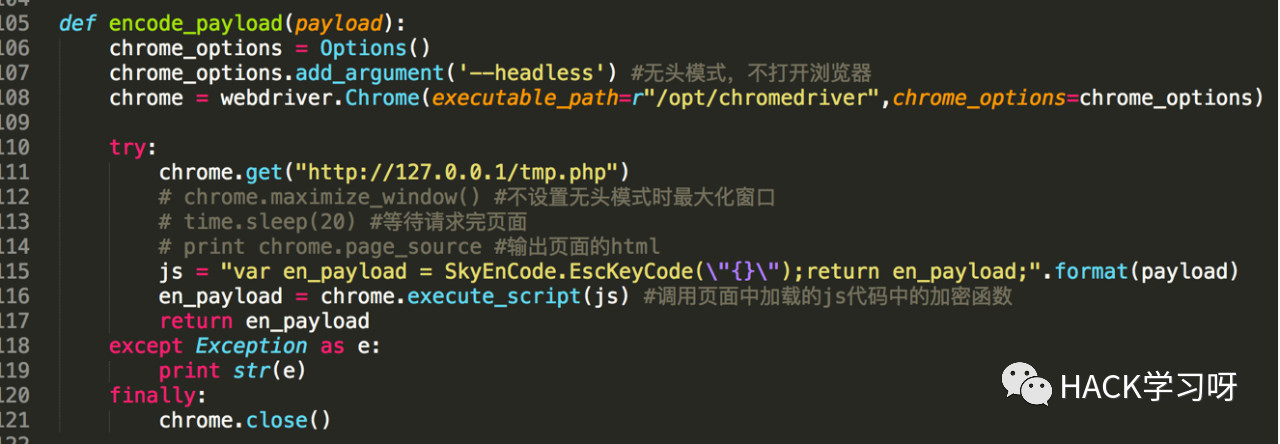 105 def encode_payload(payload):
106     chrome_options = Options()
107     chrome_options.add_argument('--headless') #无头模式，不打开浏览器
108     chrome = webdriver.Chrome(executable_path=r"/opt/chromedriver",chrome_options=chrome_options)
109
110     try:
111         chrome.get("http://127.0.0.1/tmp.php")
112         # chrome.maximize_window() #不设置无头模式时最大化窗口
113         # time.sleep(20) #等待请求完页面
114         # print chrome.page_source #输出页面的html
115         js = "var en_payload = SkyEnCode.EscKeyCode(\"{}\");return en_payload;".format(payload)
116         en_payload = chrome.execute_script(js) #调用页面中加载的js代码中的加密函数
117         return en_payload
118     except Exception as e:
119         print str(e)
120     finally:
121         chrome.close()
HACK学习呀